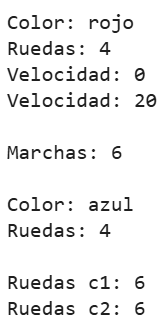 Color: rojo
Ruedas: 4
Velocidad: 0
Velocidad: 20
Marchas: 6
Color: azul
Ruedas: 4
Ruedas c1: 6
Ruedas c2: 6